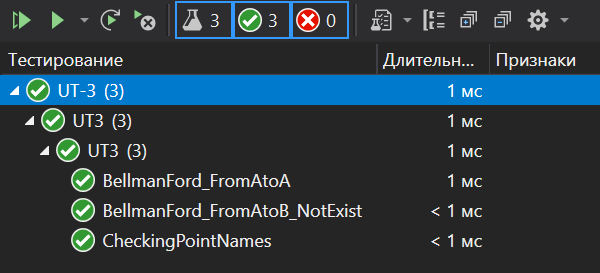 3 3 0
Тестирование Длительн... Признаки
UT-3 (3) 1 мс
UT3 (3) 1 мс
UT3 (3) 1 мс
BellmanFord_FromAtoA 1 мс
BellmanFord_FromAtoB_NotExist < 1 мс
CheckingPointNames < 1 мс